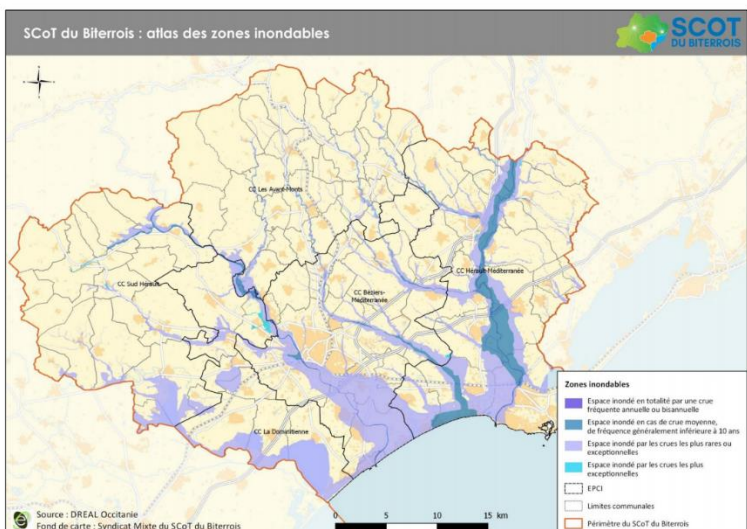 SCoT du Biterrois : atlas des zones inondables
SCOT
DU BITERROIS
CC Les Avant-Monts
CC Hérault-Méditerranée
CC Sud Hérault
CC Béziers-
Méditerranée
CC La Domitienne
Zones inondables
Espace inondé en totalité par une crue
fréquente annuelle ou bisannuelle
Espace inondé en cas de crue moyenne,
de fréquence généralement inférieure à 10 ans
Espace inondé par les crues les plus rares ou
exceptionnelles
Espace inondé par les crues les plus
exceptionnelles
EPCI
Limites communales
Périmètre du SCoT du Biterrois
Source : DREAL Occitanie
Fond de carte : Syndicat Mixte du SCoT du Biterrois
0 5 10 15 km